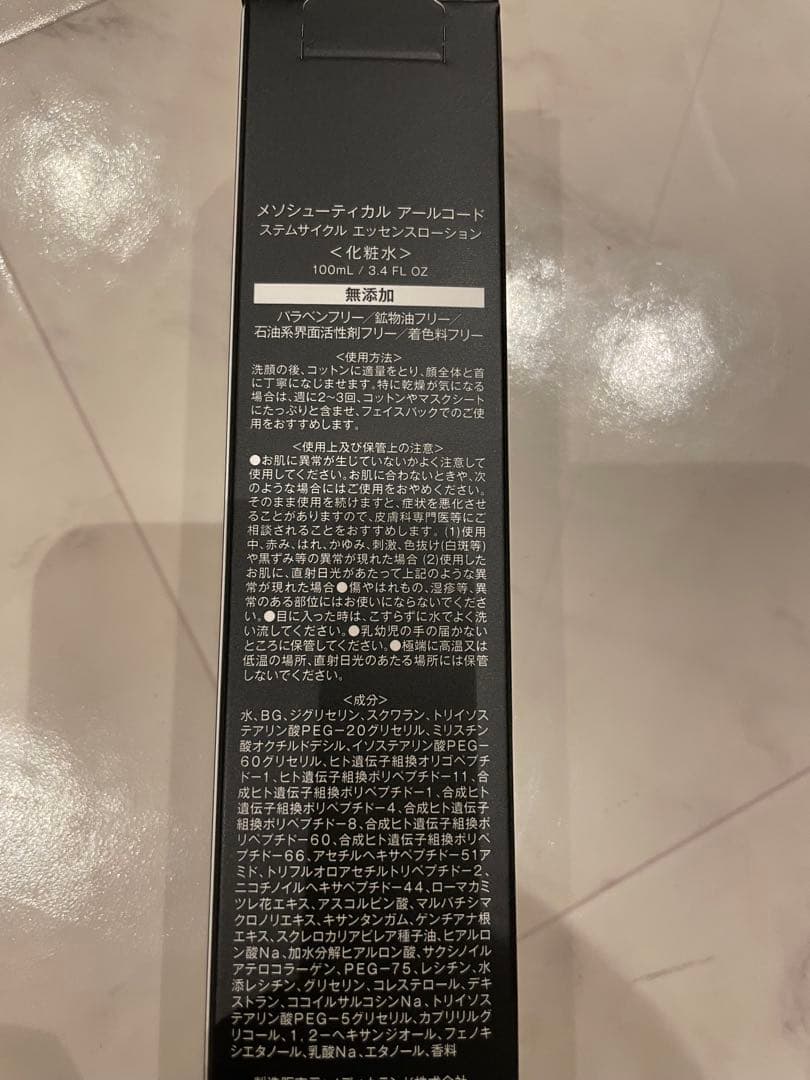 メソシューティカル アールコード
ステムサイクル エッセンスローション
＜化粧水＞
100mL / 3.4 FL OZ
無添加
パラベンフリー／鉱物油フリー／
石油系界面活性剤フリー／着色料フリー
＜使用方法＞
洗顔の後、コットンに適量をとり、顔全体と首
に丁寧になじませます。特に乾燥が気になる
場合は、週に2〜3回、コットンやマスクシート
にたっぷりと含ませ、フェイスパックでのご使
用をおすすめします。
＜使用上及び保管上の注意＞
●お肌に異常が生じていないかよく注意して
使用してください。お肌に合わないときや、次
のような場合にはご使用をおやめください。
そのまま使用を続けますと、症状を悪化させ
ることがありますので、皮膚科専門医等にご
相談されることをおすすめします。(1)使用
中、赤み、はれ、かゆみ、刺激、色抜け(白斑等)
や黒ずみ等の異常が現れた場合 (2)使用した
お肌に、直射日光があたって上記のような異
常が現れた場合●傷やはれもの、湿疹等、異
常のある部位にはお使いにならないでくださ
い。●目に入った時は、こすらずに水でよく洗
い流してください。●乳幼児の手の届かない
ところに保管してください。●極端に高温又は
低温の場所、直射日光のあたる場所には保管
しないでください。
＜成分＞
水、BG、ジグリセリン、スクワラン、トリイソス
テアリン酸PEG−20グリセリル、ミリスチン
酸オクチルドデシル、イソステアリン酸PEG−
60グリセリル、ヒト遺伝子組換オリゴペプチ
ド−1、ヒト遺伝子組換ポリペプチド−11、合
成ヒト遺伝子組換ポリペプチド−1、合成ヒト
遺伝子組換ポリペプチド−4、合成ヒト遺伝子
組換ポリペプチド−8、合成ヒト遺伝子組換ポ
リペプチド−60、合成ヒト遺伝子組換ポリペ
プチド−66、アセチルヘキサペプチド−51ア
ミド、トリフルオロアセチルトリペプチド−2、
ニコチノイルヘキサペプチド−44、ローマカミ
ツレ花エキス、アスコルビン酸、マルバチシマ
クロノリエキス、キサンタンガム、ゲンチアナ根
エキス、スクレロカリアビレア種子油、ヒアルロ
ン酸Na、加水分解ヒアルロン酸、サクシノイル
アテロコラーゲン、PEG−75、レシチン、水
添レシチン、グリセリン、コレステロール、デキ
ストラン、ココイルサルコシンNa、トリイソス
テアリン酸PEG−5グリセリル、カプリリルグ
リコール、1,2−ヘキサンジオール、フェノキ
シエタノール、乳酸Na、エタノール、香料